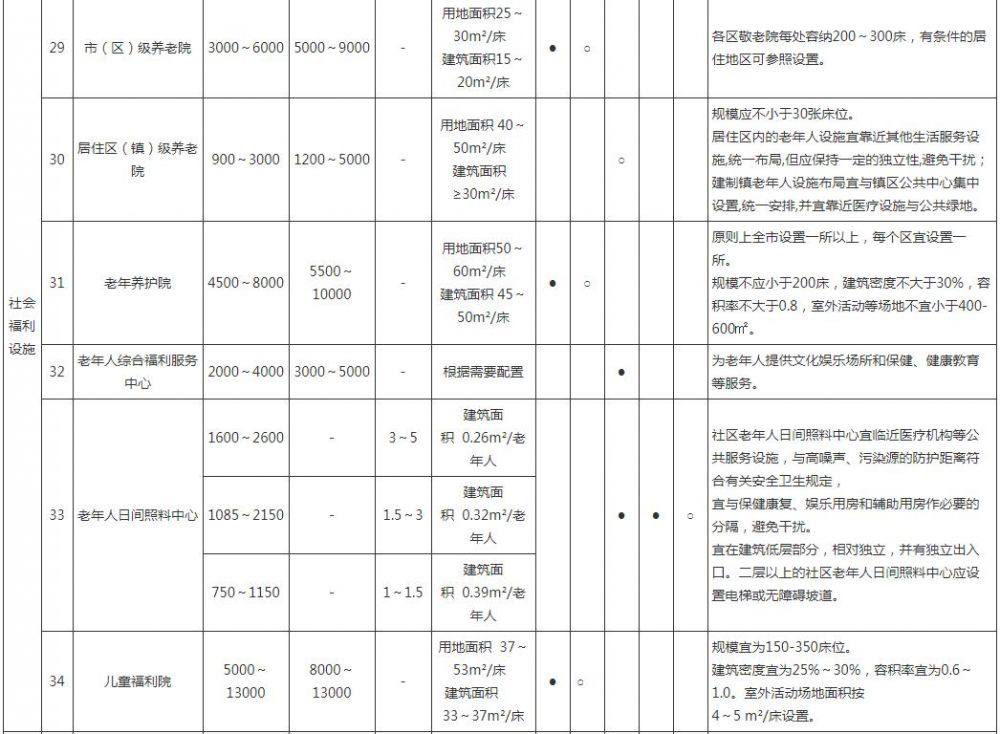 社会
福利
设施
29
市（区）级养老院
3000～6000
5000～9000
-
用地面积25～
30m²/床
建筑面积15～
20m²/床
●
○
各区敬老院每处容纳200～300床，有条件的居
住地区可参照设置。
30
居住区（镇）级养老
院
900～3000
1200～5000
-
用地面积 40～
50m²/床
建筑面积
≥30m²/床
○
规模应不小于30张床位。
居住区内的老年人设施宜靠近其他生活服务设
施,统一布局,但应保持一定的独立性,避免干扰；
建制镇老年人设施布局宜与镇区公共中心集中
设置,统一安排,并宜靠近医疗设施与公共绿地。
31
老年养护院
4500～8000
5500～
10000
-
用地面积50～
60m²/床
建筑面积 45～
50m²/床
●
○
原则上全市设置一所以上，每个区宜设置一
所。
规模不应小于200床，建筑密度不大于30%，容
积率不大于0.8，室外活动等场地不宜小于400-
600㎡。
32
老年人综合福利服务
中心
2000～4000
3000～5000
-
根据需要配置
●
为老年人提供文化娱乐场所和保健、健康教育
等服务。
33
老年人日间照料中心
1600～2600
-
3～5
建筑面
积 0.26m²/老
年人
1085～2150
-
1.5～3
建筑面
积 0.32m²/老
年人
750～1150
-
1～1.5
建筑面
积 0.39m²/老
年人
●
●
○
社区老年人日间照料中心宜临近医疗机构等公
共服务设施，与高噪声、污染源的防护距离符
合有关安全卫生规定，
宜与保健康复、娱乐用房和辅助用房作必要的
分隔，避免干扰。
宜在建筑低层部分，相对独立，并有独立出入
口。二层以上的社区老年人日间照料中心应设
置电梯或无障碍坡道。
34
儿童福利院
5000～
13000
8000～
13000
-
用地面积 37～
53m²/床
建筑面积
33～37m²/床
●
○
规模宜为150-350床位。
建筑密度宜为25%～30%，容积率宜为0.6～
1.0。室外活动场地面积按
4～5 m²/床设置。